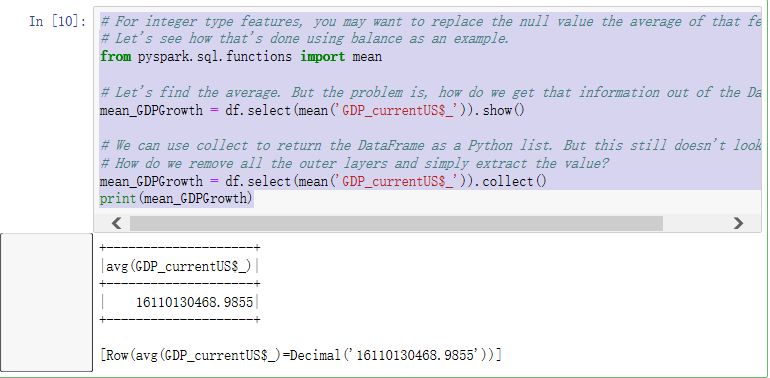 In [10]:
# For integer type features, you may want to replace the null value the average of that
# Let's see how that's done using balance as an example.
from pyspark.sql.functions import mean
# Let's find the average. But the problem is, how do we get that information out of the
mean_GDPGrowth = df.select(mean('GDP_currentUS$_')).show()
# We can use collect to return the DataFrame as a Python list. But this still doesn't look
# How do we remove all the outer layers and simply extract the value?
mean_GDPGrowth = df.select(mean('GDP_currentUS$_')).collect()
print(mean_GDPGrowth)
+--------------------+
|avg(GDP_currentUS$_)|
+--------------------+
|    16110130468.9855|
+--------------------+
[Row(avg(GDP_currentUS$_)=Decimal('16110130468.9855'))]